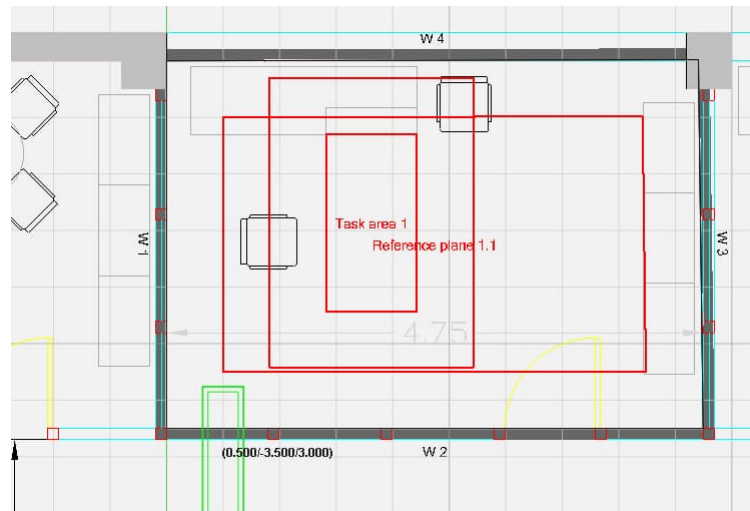 W 4
Task area 1
W 1
Reference plane 1.1
W 3
4.75
(0.500/-3.500/3.000)
W 2